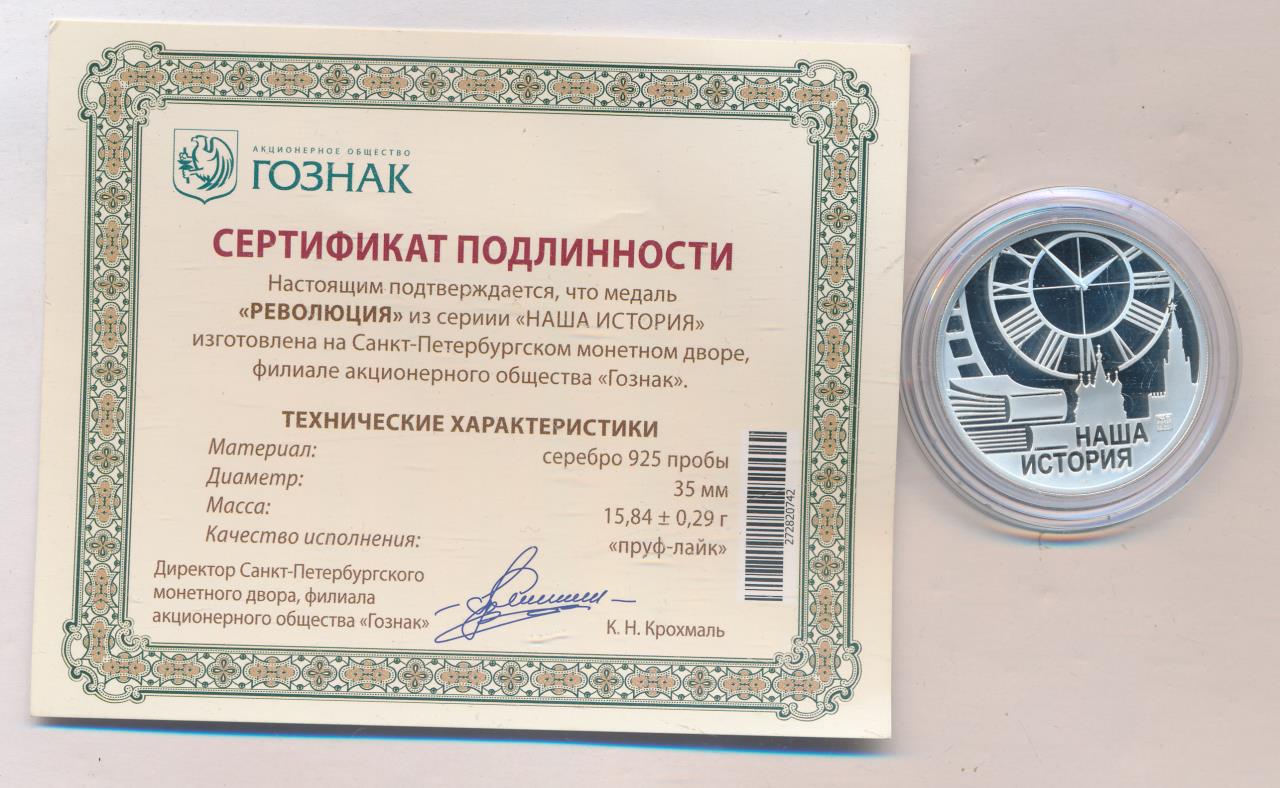 АКЦИОНЕРНОЕ ОБЩЕСТВО
ГОЗНАК
СЕРТИФИКАТ ПОДЛИННОСТИ
Настоящим подтверждается, что медаль
«РЕВОЛЮЦИЯ» из сериии «НАША ИСТОРИЯ»
изготовлена на Санкт-Петербургском монетном дворе,
филиале акционерного общества «Гознак».
ТЕХНИЧЕСКИЕ ХАРАКТЕРИСТИКИ
Материал: серебро 925 пробы
Диаметр: 35 мм
Масса: 15,84 ± 0,29 г
Качество исполнения: «пруф-лайк»
Директор Санкт-Петербургского
монетного двора, филиала
акционерного общества «Гознак»
К. Н. Крохмаль
272820742
НАША
ИСТОРИЯ